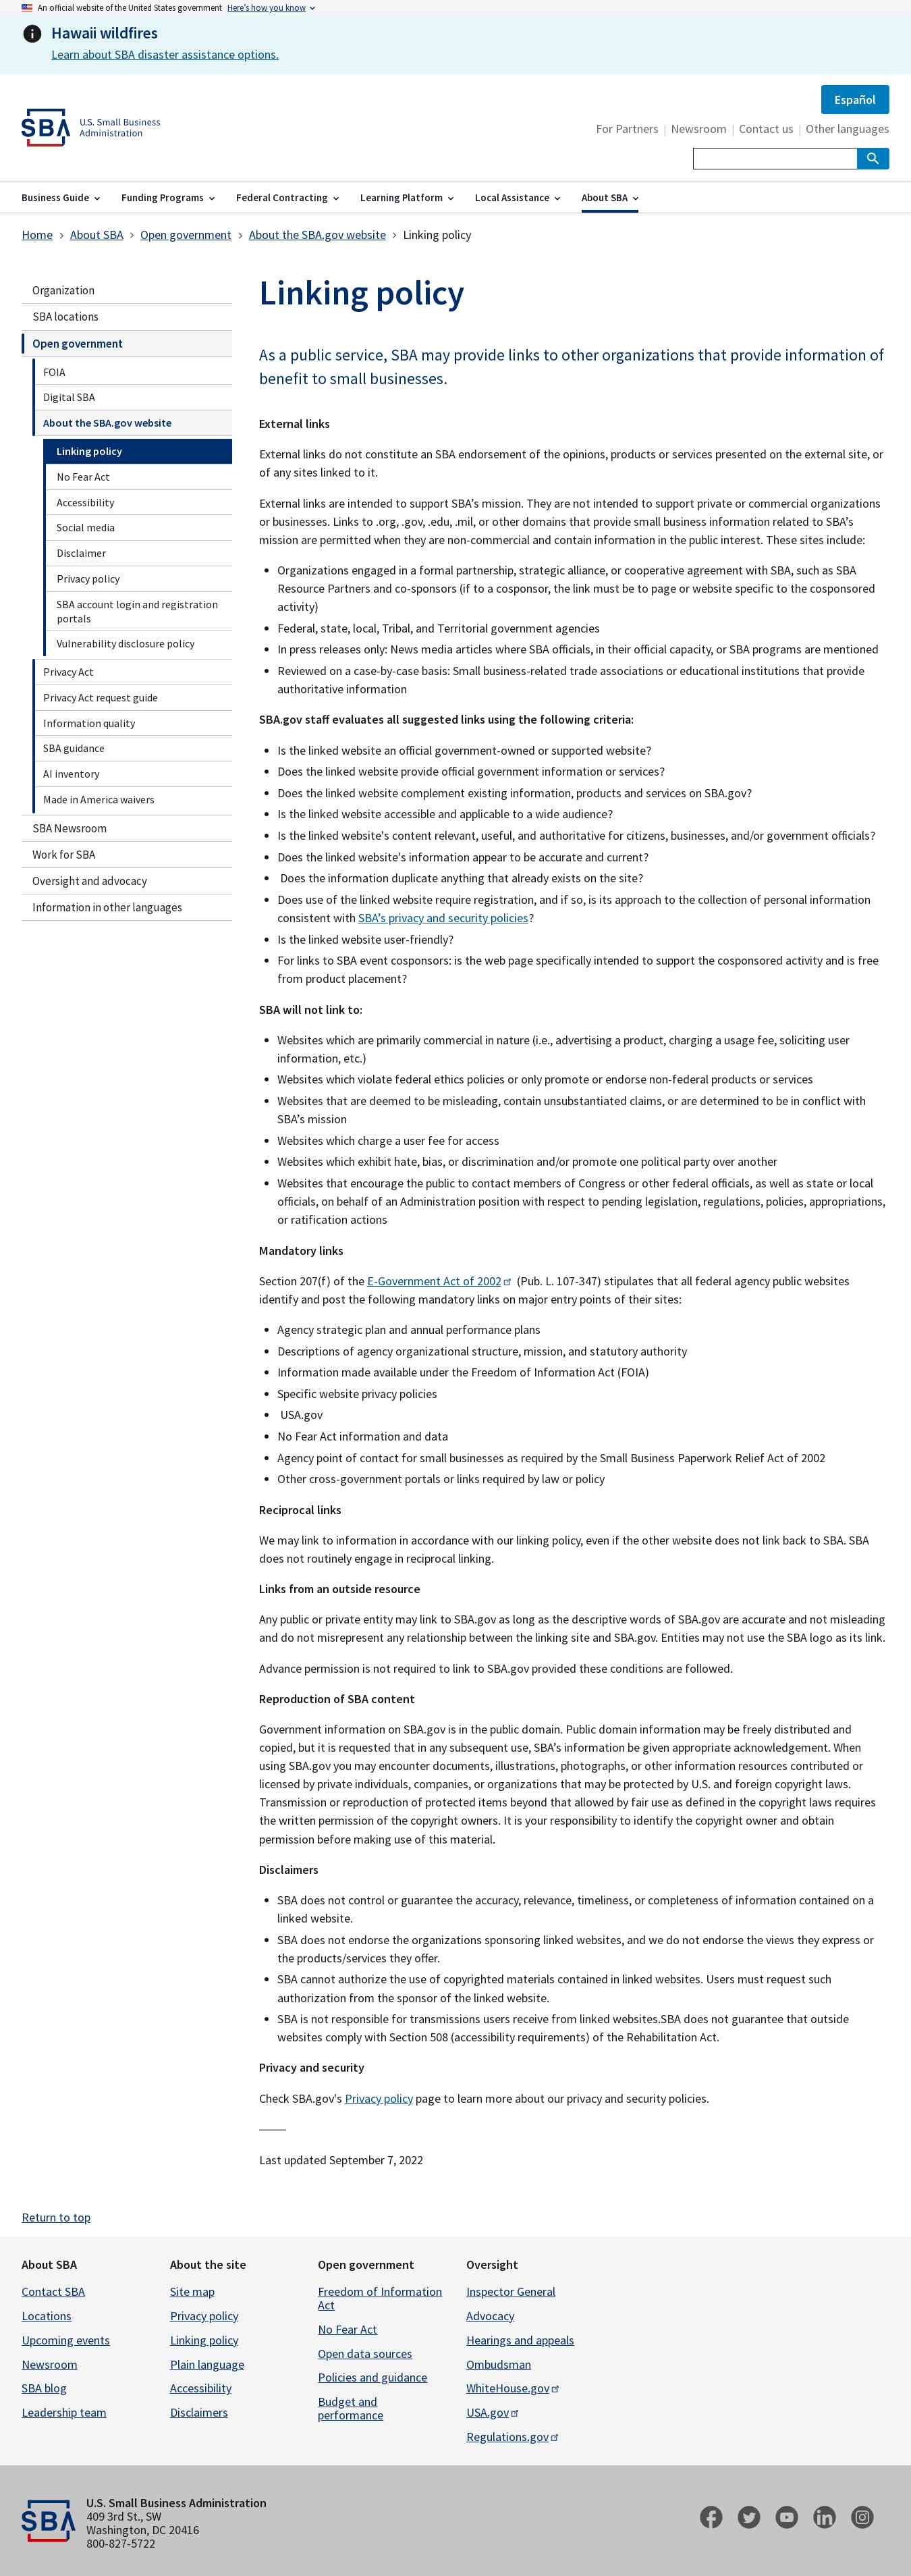 An official website of the United States government Here’s how you know
Hawaii wildfires
Learn about SBA disaster assistance options.
Español
SBA U.S. Small Business
Administration
For Partners | Newsroom | Contact us | Other languages
Business Guide Funding Programs Federal Contracting Learning Platform Local Assistance About SBA
Home > About SBA > Open government > About the SBA.gov website > Linking policy
Organization
SBA locations
Open government
FOIA
Digital SBA
About the SBA.gov website
Linking policy
No Fear Act
Accessibility
Social media
Disclaimer
Privacy policy
SBA account login and registration
portals
Vulnerability disclosure policy
Privacy Act
Privacy Act request guide
Information quality
SBA guidance
AI inventory
Made in America waivers
SBA Newsroom
Work for SBA
Oversight and advocacy
Information in other languages
Linking policy
As a public service, SBA may provide links to other organizations that provide information of
benefit to small businesses.
External links
External links do not constitute an SBA endorsement of the opinions, products or services presented on the external site, or
of any sites linked to it.
External links are intended to support SBA’s mission. They are not intended to support private or commercial organizations
or businesses. Links to .org, .gov, .edu, .mil, or other domains that provide small business information related to SBA’s
mission are permitted when they are non-commercial and contain information in the public interest. These sites include:
• Organizations engaged in a formal partnership, strategic alliance, or cooperative agreement with SBA, such as SBA
Resource Partners and co-sponsors (if to a cosponsor, the link must be to page or website specific to the cosponsored
activity)
• Federal, state, local, Tribal, and Territorial government agencies
• In press releases only: News media articles where SBA officials, in their official capacity, or SBA programs are mentioned
• Reviewed on a case-by-case basis: Small business-related trade associations or educational institutions that provide
authoritative information
SBA.gov staff evaluates all suggested links using the following criteria:
• Is the linked website an official government-owned or supported website?
• Does the linked website provide official government information or services?
• Does the linked website complement existing information, products and services on SBA.gov?
• Is the linked website accessible and applicable to a wide audience?
• Is the linked website's content relevant, useful, and authoritative for citizens, businesses, and/or government officials?
• Does the linked website's information appear to be accurate and current?
• Does the information duplicate anything that already exists on the site?
• Does use of the linked website require registration, and if so, is its approach to the collection of personal information
consistent with SBA’s privacy and security policies?
• Is the linked website user-friendly?
• For links to SBA event cosponsors: is the web page specifically intended to support the cosponsored activity and is free
from product placement?
SBA will not link to:
• Websites which are primarily commercial in nature (i.e., advertising a product, charging a usage fee, soliciting user
information, etc.)
• Websites which violate federal ethics policies or only promote or endorse non-federal products or services
• Websites that are deemed to be misleading, contain unsubstantiated claims, or are determined to be in conflict with
SBA’s mission
• Websites which charge a user fee for access
• Websites which exhibit hate, bias, or discrimination and/or promote one political party over another
• Websites that encourage the public to contact members of Congress or other federal officials, as well as state or local
officials, on behalf of an Administration position with respect to pending legislation, regulations, policies, appropriations,
or ratification actions
Mandatory links
Section 207(f) of the E-Government Act of 2002 (Pub. L. 107-347) stipulates that all federal agency public websites
identify and post the following mandatory links on major entry points of their sites:
• Agency strategic plan and annual performance plans
• Descriptions of agency organizational structure, mission, and statutory authority
• Information made available under the Freedom of Information Act (FOIA)
• Specific website privacy policies
• USA.gov
• No Fear Act information and data
• Agency point of contact for small businesses as required by the Small Business Paperwork Relief Act of 2002
• Other cross-government portals or links required by law or policy
Reciprocal links
We may link to information in accordance with our linking policy, even if the other website does not link back to SBA. SBA
does not routinely engage in reciprocal linking.
Links from an outside resource
Any public or private entity may link to SBA.gov as long as the descriptive words of SBA.gov are accurate and not misleading
and do not misrepresent any relationship between the linking site and SBA.gov. Entities may not use the SBA logo as its link.
Advance permission is not required to link to SBA.gov provided these conditions are followed.
Reproduction of SBA content
Government information on SBA.gov is in the public domain. Public domain information may be freely distributed and
copied, but it is requested that in any subsequent use, SBA’s information be given appropriate acknowledgement. When
using SBA.gov you may encounter documents, illustrations, photographs, or other information resources contributed or
licensed by private individuals, companies, or organizations that may be protected by U.S. and foreign copyright laws.
Transmission or reproduction of protected items beyond that allowed by fair use as defined in the copyright laws requires
the written permission of the copyright owners. It is your responsibility to identify the copyright owner and obtain
permission before making use of this material.
Disclaimers
• SBA does not control or guarantee the accuracy, relevance, timeliness, or completeness of information contained on a
linked website.
• SBA does not endorse the organizations sponsoring linked websites, and we do not endorse the views they express or
the products/services they offer.
• SBA cannot authorize the use of copyrighted materials contained in linked websites. Users must request such
authorization from the sponsor of the linked website.
• SBA is not responsible for transmissions users receive from linked websites.SBA does not guarantee that outside
websites comply with Section 508 (accessibility requirements) of the Rehabilitation Act.
Privacy and security
Check SBA.gov's Privacy policy page to learn more about our privacy and security policies.
Last updated September 7, 2022
Return to top
About SBA
Contact SBA
Locations
Upcoming events
Newsroom
SBA blog
Leadership team
About the site
Site map
Privacy policy
Linking policy
Plain language
Accessibility
Disclaimers
Open government
Freedom of Information
Act
No Fear Act
Open data sources
Policies and guidance
Budget and
performance
Oversight
Inspector General
Advocacy
Hearings and appeals
Ombudsman
WhiteHouse.gov
USA.gov
Regulations.gov
SBA
U.S. Small Business Administration
409 3rd St., SW
Washington, DC 20416
800-827-5722